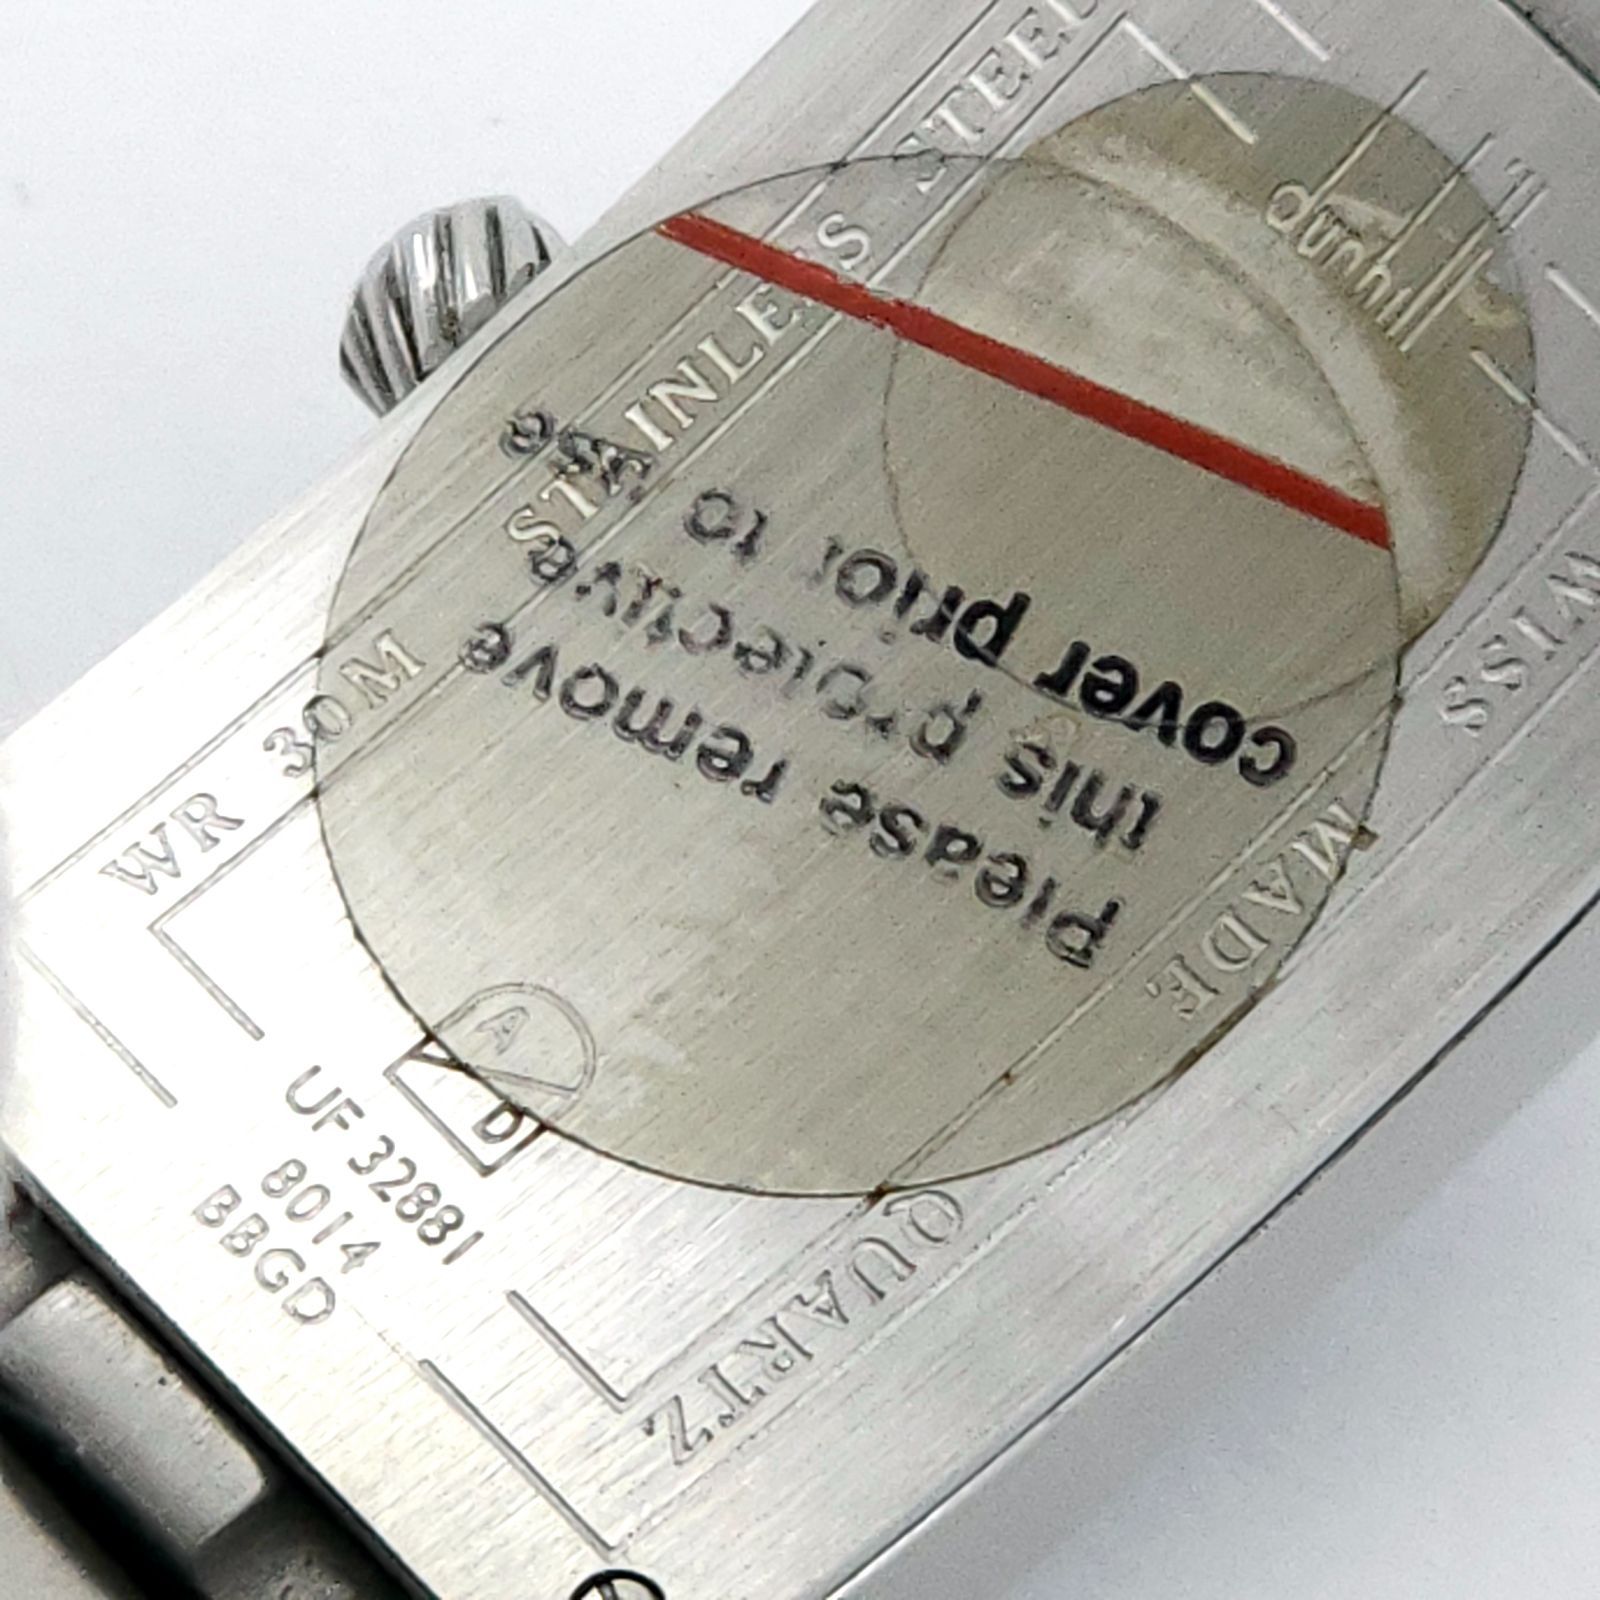 STAINLESS STEEL
WR 30M
dunhill
SWISS
MADE
QUARTZ
A
D
UF 32881
8014
BBGD
Please remove
this protective
cover prior to